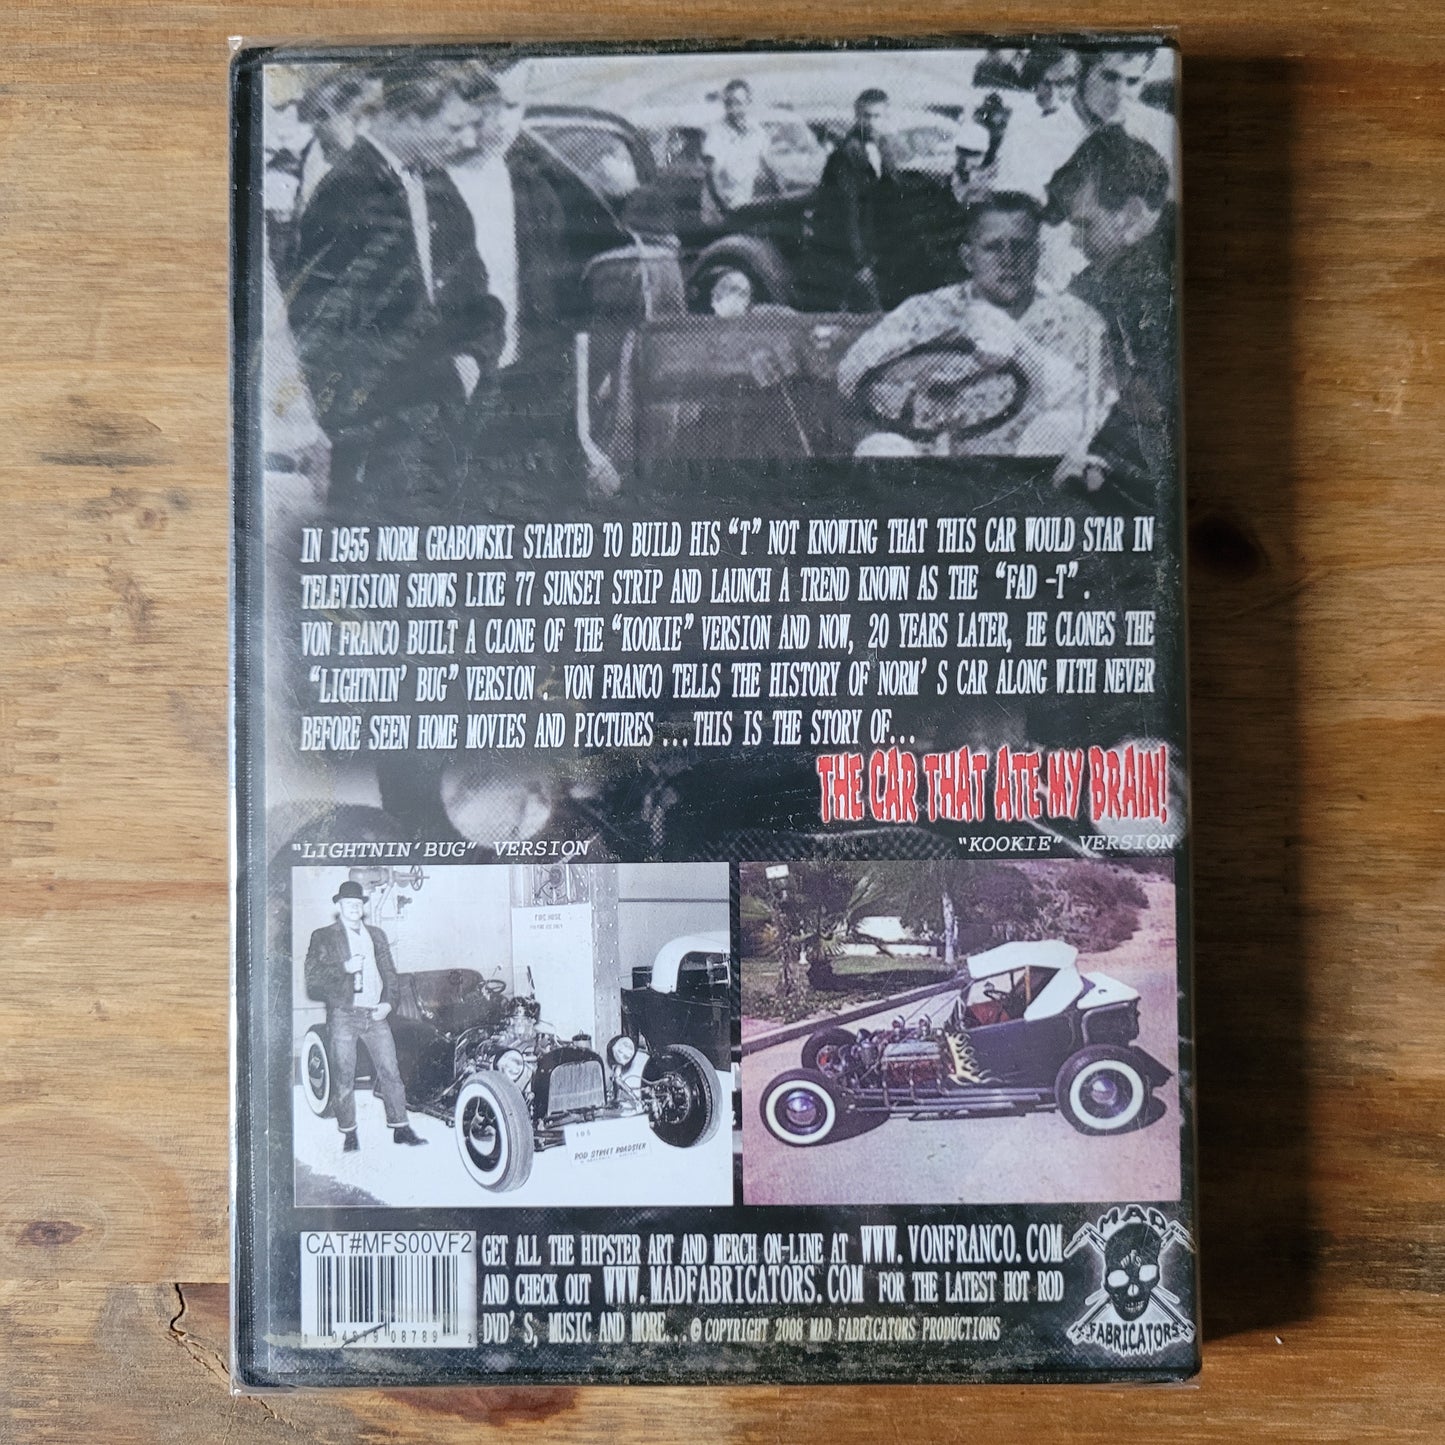 IN 1955 NORM GRABOWSKI STARTED TO BUILD HIS "T" NOT KNOWING THAT THIS CAR WOULD STAR IN
TELEVISION SHOWS LIKE 77 SUNSET STRIP AND LAUNCH A TREND KNOWN AS THE "FAD -T".
VON FRANCO BUILT A CLONE OF THE "KOOKIE" VERSION AND NOW, 20 YEARS LATER, HE CLONES THE
"LIGHTNIN' BUG" VERSION. VON FRANCO TELLS THE HISTORY OF NORM'S CAR ALONG WITH NEVER
BEFORE SEEN HOME MOVIES AND PICTURES ...THIS IS THE STORY OF...
THE CAR THAT ATE MY BRAIN!
"LIGHTNIN'BUG" VERSION
"KOOKIE" VERSION
FIRE HOSE
105
ROD STREET ROADSTER
CAT#MFS00VF2
GET ALL THE HIPSTER ART AND MERCH ON-LINE AT WWW.VONFRANCO.COM
AND CHECK OUT WWW.MADFABRICATORS.COM FOR THE LATEST HOT ROD
DVD'S, MUSIC AND MORE...© COPYRIGHT 2008 MAD FABRICATORS PRODUCTIONS
MAD
FABRICATORS